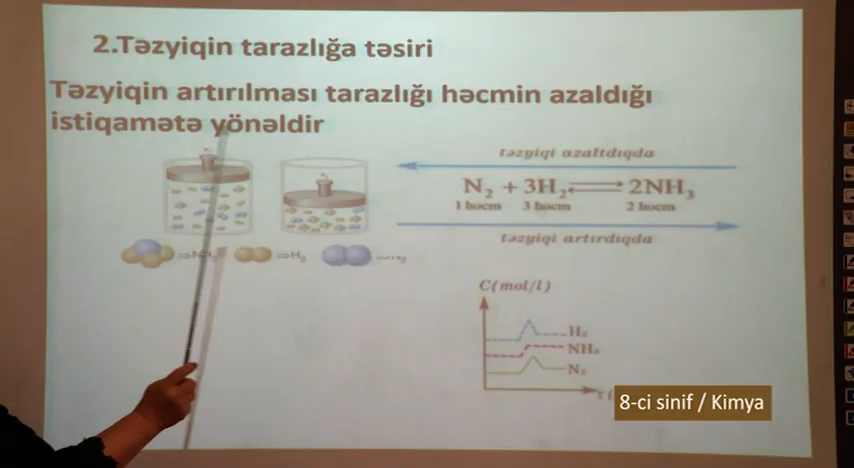 2.Təzyiqin tarazlığa təsiri
Təzyiqin artırılması tarazlığı həcmin azaldığı
istiqamətə yönəldir
təzyiqi azaltdıqda
N₂ + 3H₂ ⇌ 2NH₃
1 həcm 3 həcm 2 həcm
təzyiqi artırdıqda
⇒H₂
C(mol/l)
H₂
NH₃
N₂
8-ci sinif / Kimya